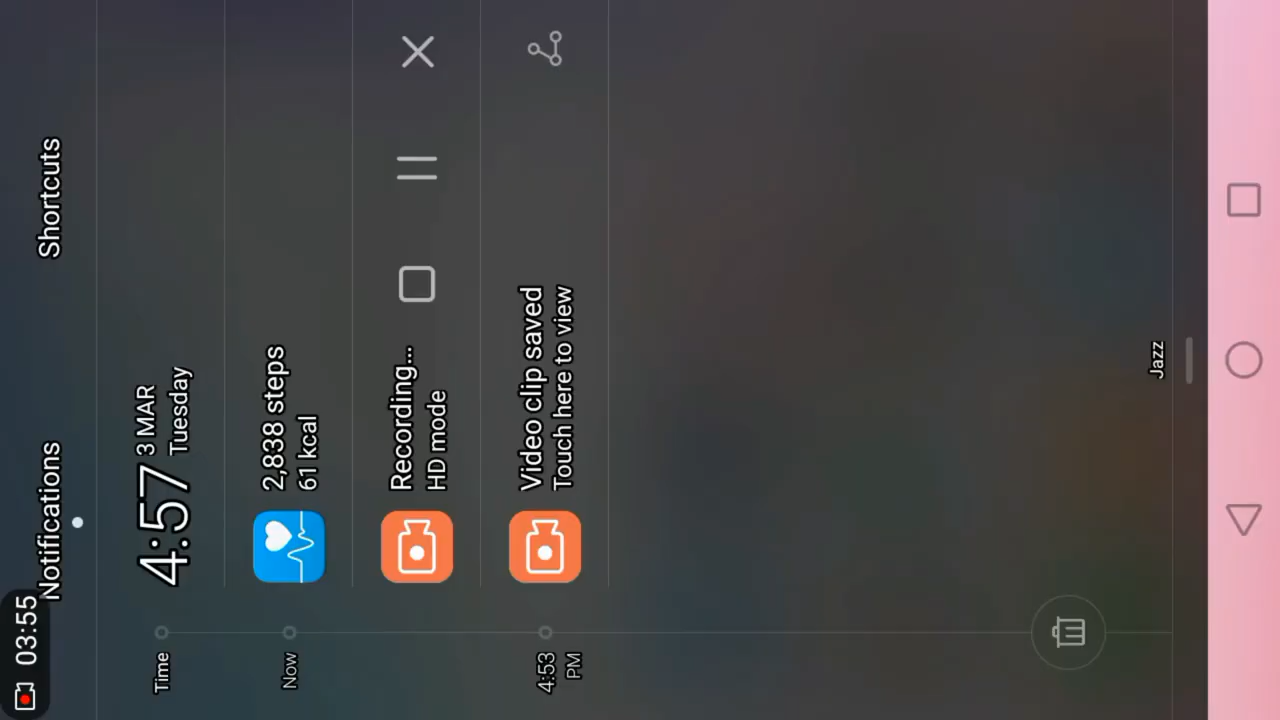 03:55
Notifications
Shortcuts
4:57
3 MAR
Tuesday
Time
2,838 steps
61 kcal
Now
Recording...
HD mode
Video clip saved
Touch here to view
4:53
PM
Jazz